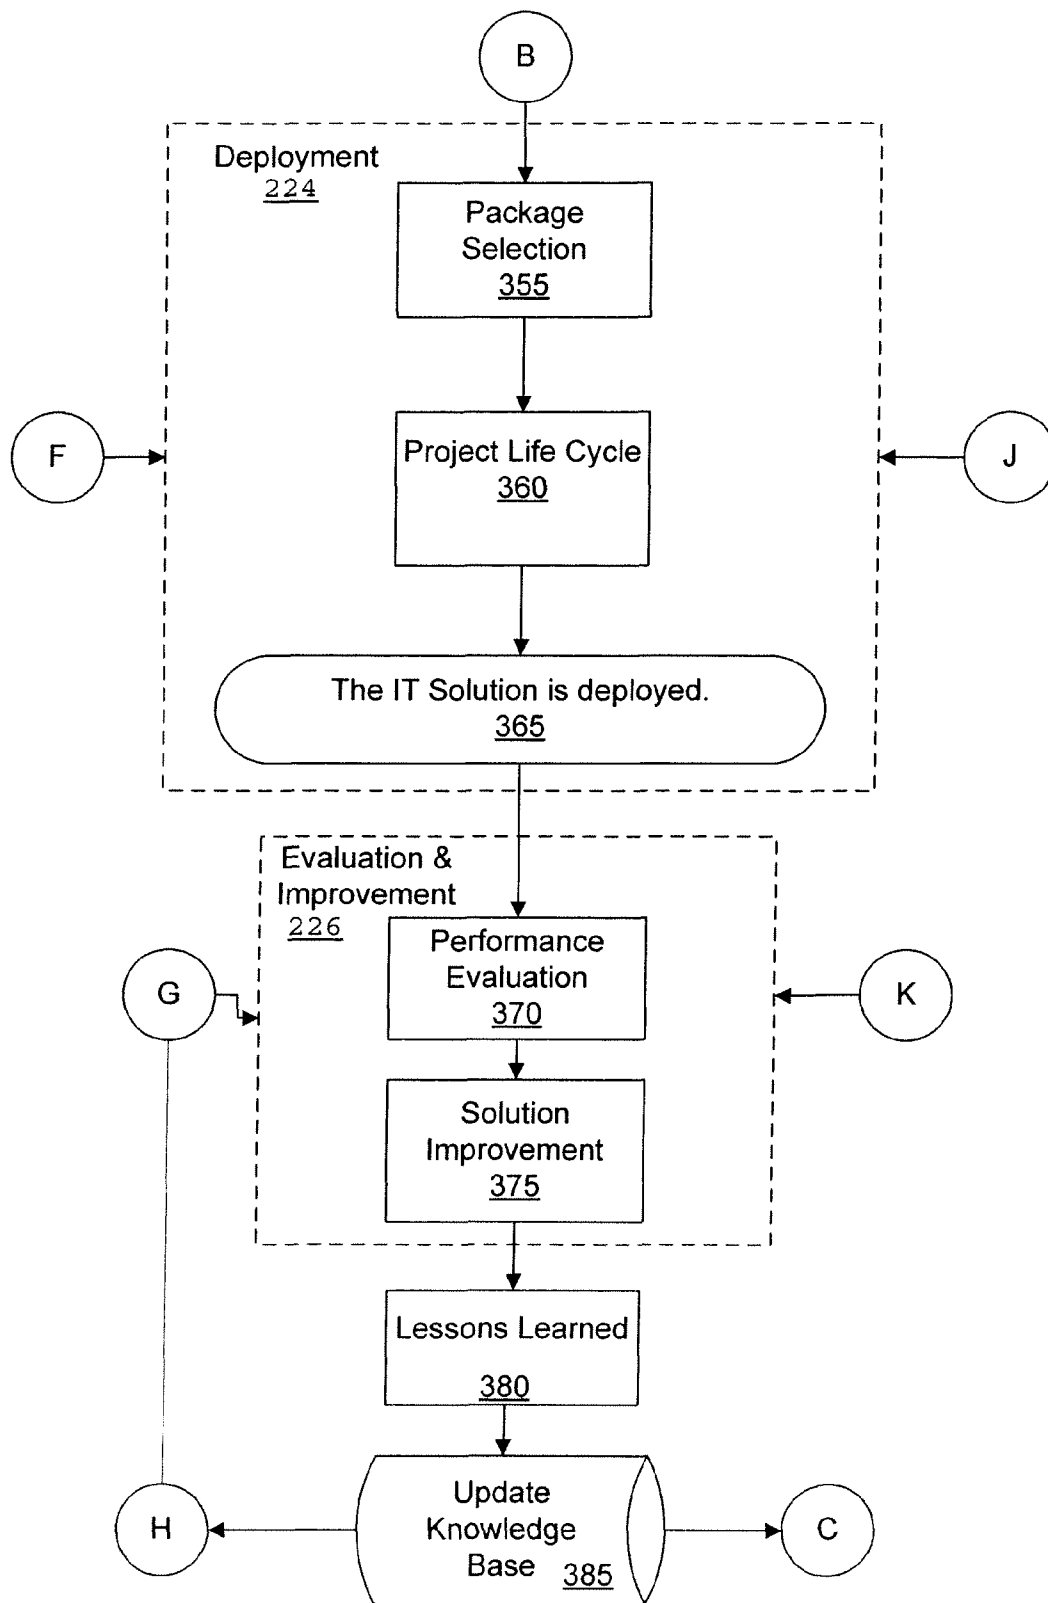 B
Deployment
224
Package
Selection
355
F
Project Life Cycle
360
J
The IT Solution is deployed.
365
Evaluation &
Improvement
226
Performance
Evaluation
370
G
K
Solution
Improvement
375
Lessons Learned
380
H
Update
Knowledge
Base
385
C